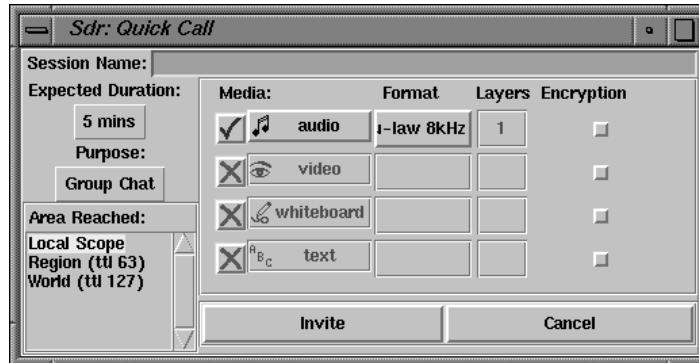 Sdr: Quick Call
Session Name:
Expected Duration:
5 mins
Purpose:
Group Chat
Area Reached:
Local Scope
Region (ttl 63)
World (ttl 127)
Media: Format Layers Encryption
audio -law 8kHz 1
video
whiteboard
ABC text
Invite Cancel